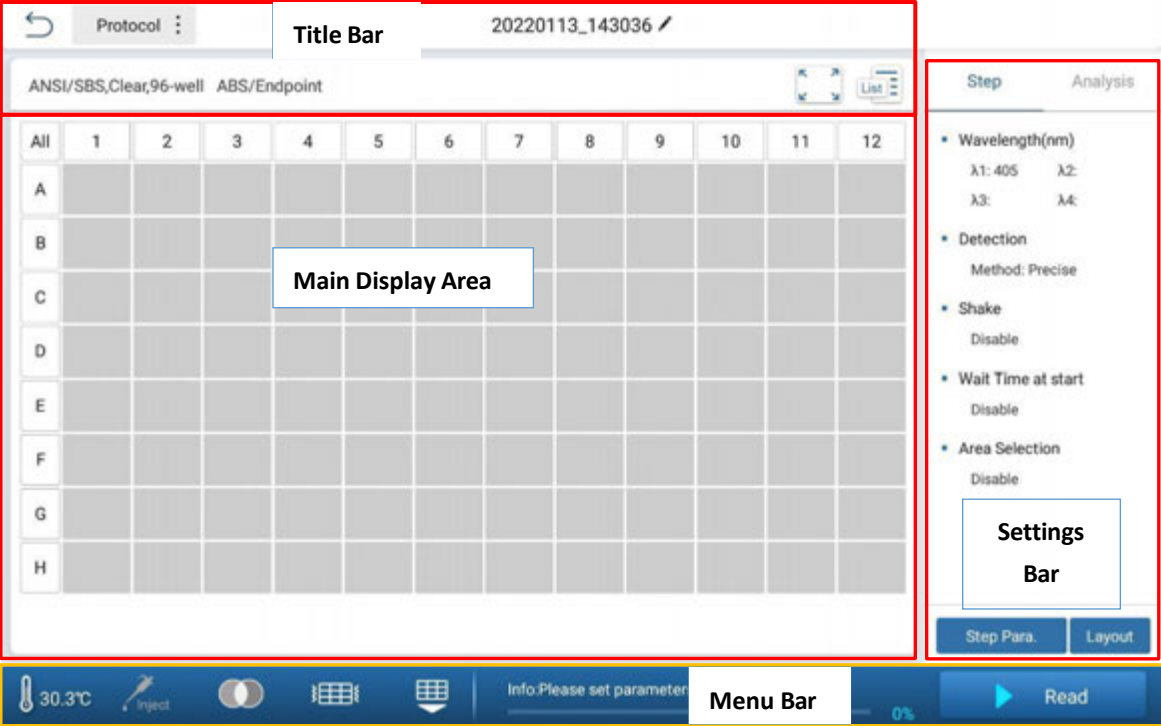 Protocol
Title Bar
20220113_143036
ANSI/SBS,Clear,96-well ABS/Endpoint
List
All 1 2 3 4 5 6 7 8 9 10 11 12
A
B
C
D
E
F
G
H
Main Display Area
Step Analysis
Wavelength(nm)
λ1: 405 λ2:
λ3: λ4:
Detection
Method: Precise
Shake
Disable
Wait Time at start
Disable
Area Selection
Disable
Settings
Bar
Step Para. Layout
30.3℃ Inject
Info:Please set parameter
Menu Bar
0%
Read